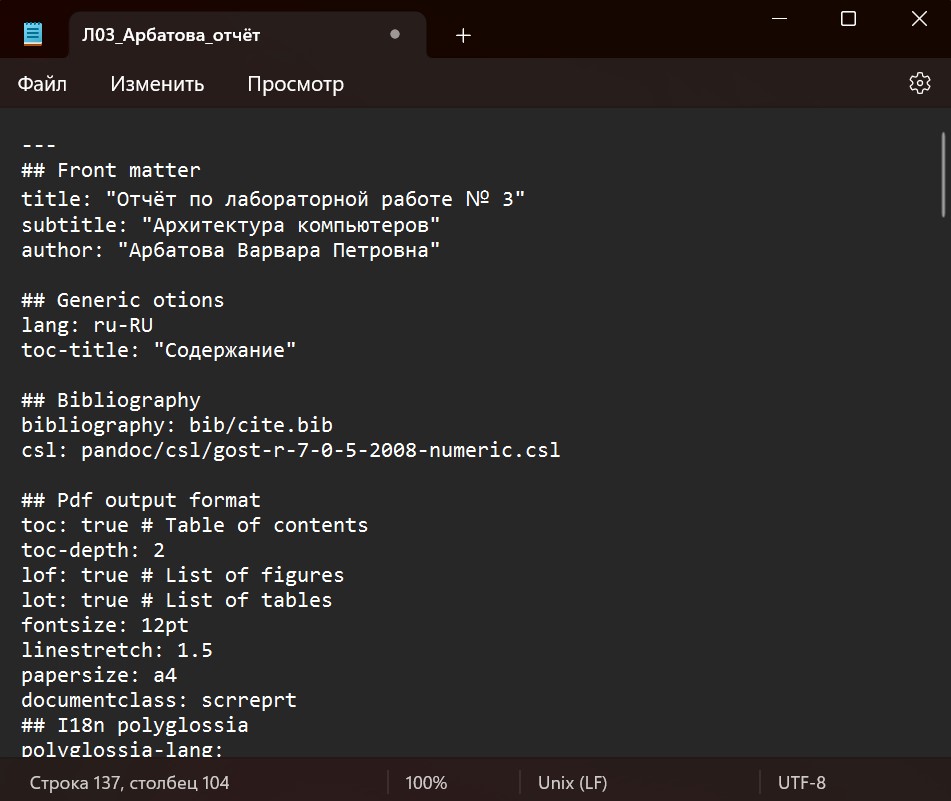 Л03_Арбатова_отчёт
Файл Изменить Просмотр
---
## Front matter
title: "Отчёт по лабораторной работе № 3"
subtitle: "Архитектура компьютеров"
author: "Арбатова Варвара Петровна"
## Generic otions
lang: ru-RU
toc-title: "Содержание"
## Bibliography
bibliography: bib/cite.bib
csl: pandoc/csl/gost-r-7-0-5-2008-numeric.csl
## Pdf output format
toc: true # Table of contents
toc-depth: 2
lof: true # List of figures
lot: true # List of tables
fontsize: 12pt
linestretch: 1.5
papersize: a4
documentclass: scrreprt
## I18n polyglossia
polyglossia-lang:
Строка 137, столбец 104 100% Unix (LF) UTF-8